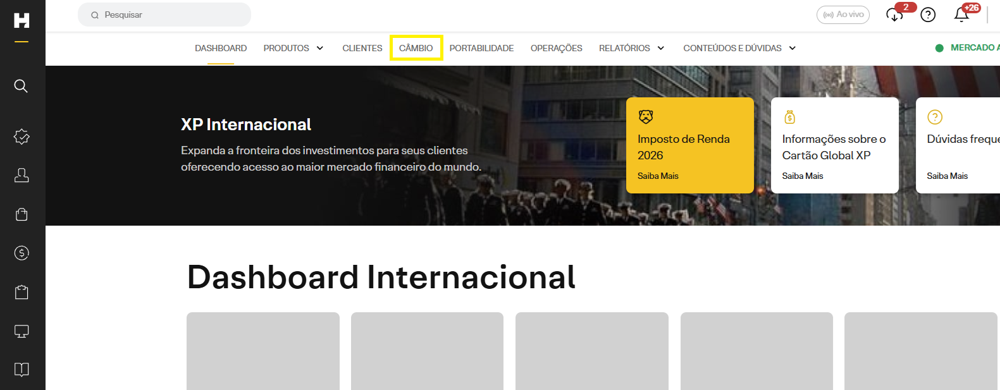 H
Pesquisar
Ao vivo
2
+26
DASHBOARD PRODUTOS CLIENTES CÂMBIO PORTABILIDADE OPERAÇÕES RELATÓRIOS CONTEÚDOS E DÚVIDAS MERCADO A
XP Internacional
Expanda a fronteira dos investimentos para seus clientes
oferecendo acesso ao maior mercado financeiro do mundo.
Imposto de Renda
2026
Saiba Mais
Informações sobre o
Cartão Global XP
Saiba Mais
Dúvidas freque
Saiba Mais
Dashboard Internacional